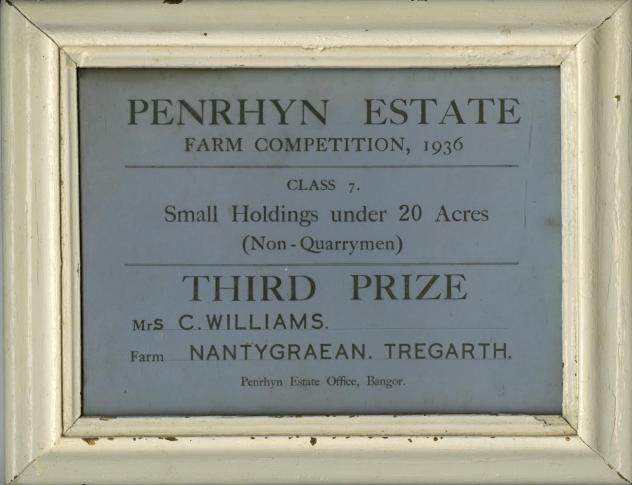 PENRHYN ESTATE
FARM COMPETITION, 1936
CLASS 7.
Small Holdings under 20 Acres
(Non-Quarrymen)
THIRD PRIZE
Mrs C. WILLIAMS.
Farm NANTYGRAEAN. TREGARTH.
Penrhyn Estate Office, Bangor.